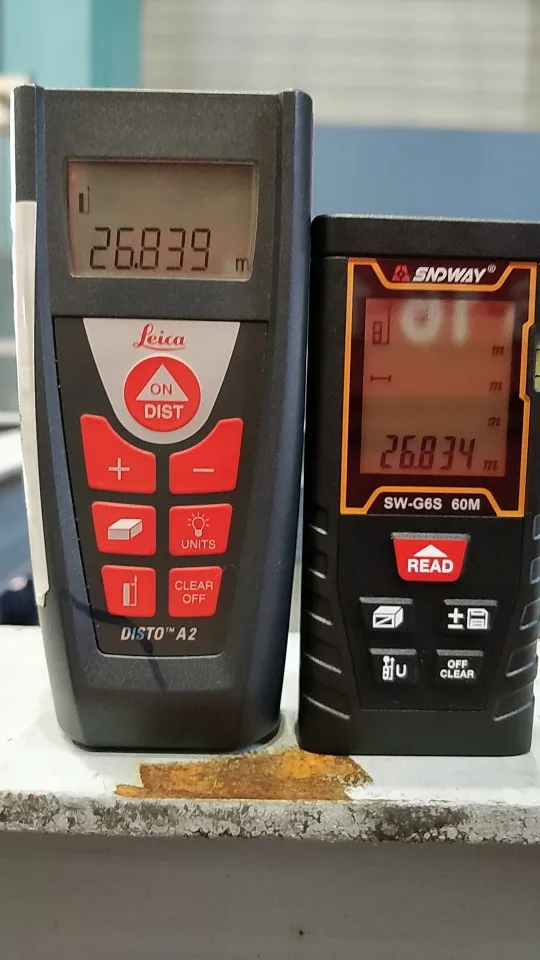 26.839 m
Leica
ON
DIST
+ −
UNITS
CLEAR
OFF
DISTO™ A2
SNDWAY®
m
m
m
26.834 m
SW-G6S 60M
READ
±
U
OFF
CLEAR